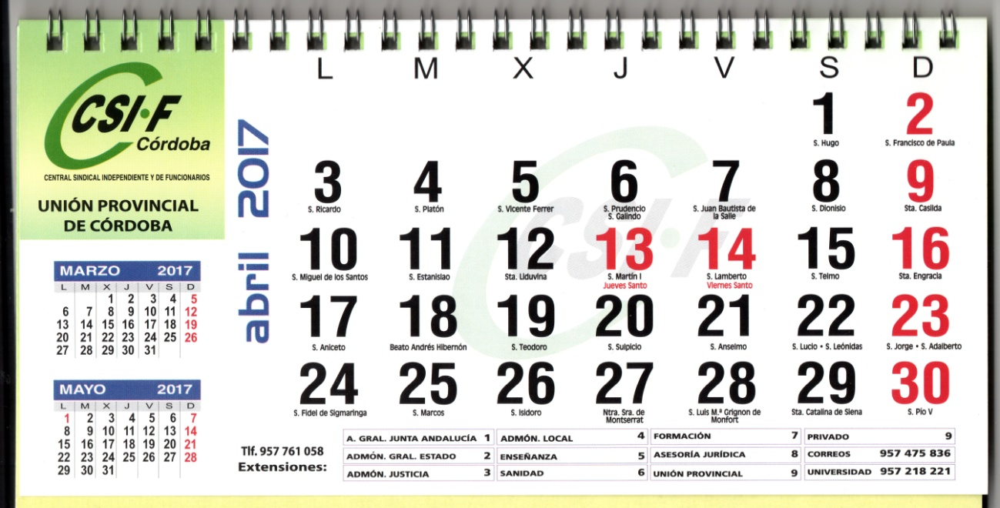 CSI·F
Córdoba
CENTRAL SINDICAL INDEPENDIENTE Y DE FUNCIONARIOS
UNIÓN PROVINCIAL
DE CÓRDOBA
MARZO 2017
L M X J V S D
1 2 3 4 5
6 7 8 9 10 11 12
13 14 15 16 17 18 19
20 21 22 23 24 25 26
27 28 29 30 31
MAYO 2017
L M X J V S D
1 2 3 4 5 6 7
8 9 10 11 12 13 14
15 16 17 18 19 20 21
22 23 24 25 26 27 28
29 30 31
abril 2017
L M X J V S D
1 2
S. Hugo S. Francisco de Paula
3 4 5 6 7 8 9
S. Ricardo S. Platón S. Vicente Ferrer S. Prudencio S. Juan Bautista de S. Dionisio Sta. Casilda
S. Galindo la Salle
10 11 12 13 14 15 16
S. Miguel de los Santos S. Estanislao Sta. Liduvina S. Martín I S. Lamberto S. Telmo Sta. Engracia
Jueves Santo Viernes Santo
17 18 19 20 21 22 23
S. Aniceto Beato Andrés Hibernón S. Teodoro S. Sulpicio S. Anselmo S. Lucio • S. Leónidas S. Jorge • S. Adalberto
24 25 26 27 28 29 30
S. Fidel de Sigmaringa S. Marcos S. Isidoro Ntra. Sra. de S. Luis M.ª Grignon de Sta. Catalina de Siena S. Pío V
Montserrat Monfort
CSI·F
Tlf. 957 761 058
Extensiones:
A. GRAL. JUNTA ANDALUCÍA 1 ADMÓN. LOCAL 4 FORMACIÓN 7 PRIVADO 9
ADMÓN. GRAL. ESTADO 2 ENSEÑANZA 5 ASESORÍA JURÍDICA 8 CORREOS 957 475 836
ADMÓN. JUSTICIA 3 SANIDAD 6 UNIÓN PROVINCIAL 9 UNIVERSIDAD 957 218 221